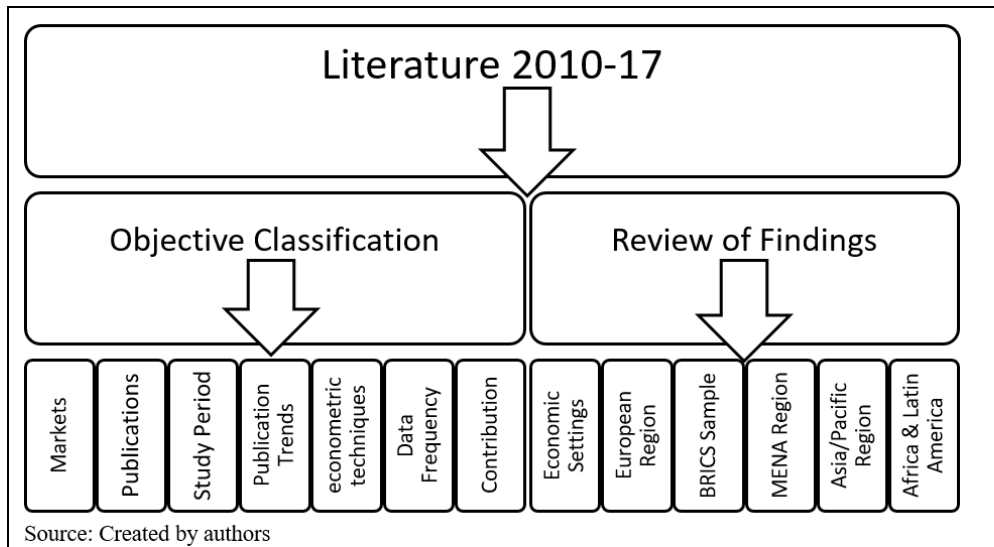 Literature 2010-17
Objective Classification
Review of Findings
Markets
Publications
Study Period
Publication
Trends
econometric
techniques
Data
Frequency
Contribution
Economic
Settings
European
Region
BRICS Sample
MENA Region
Asia/Pacific
Region
Africa & Latin
America
Source: Created by authors